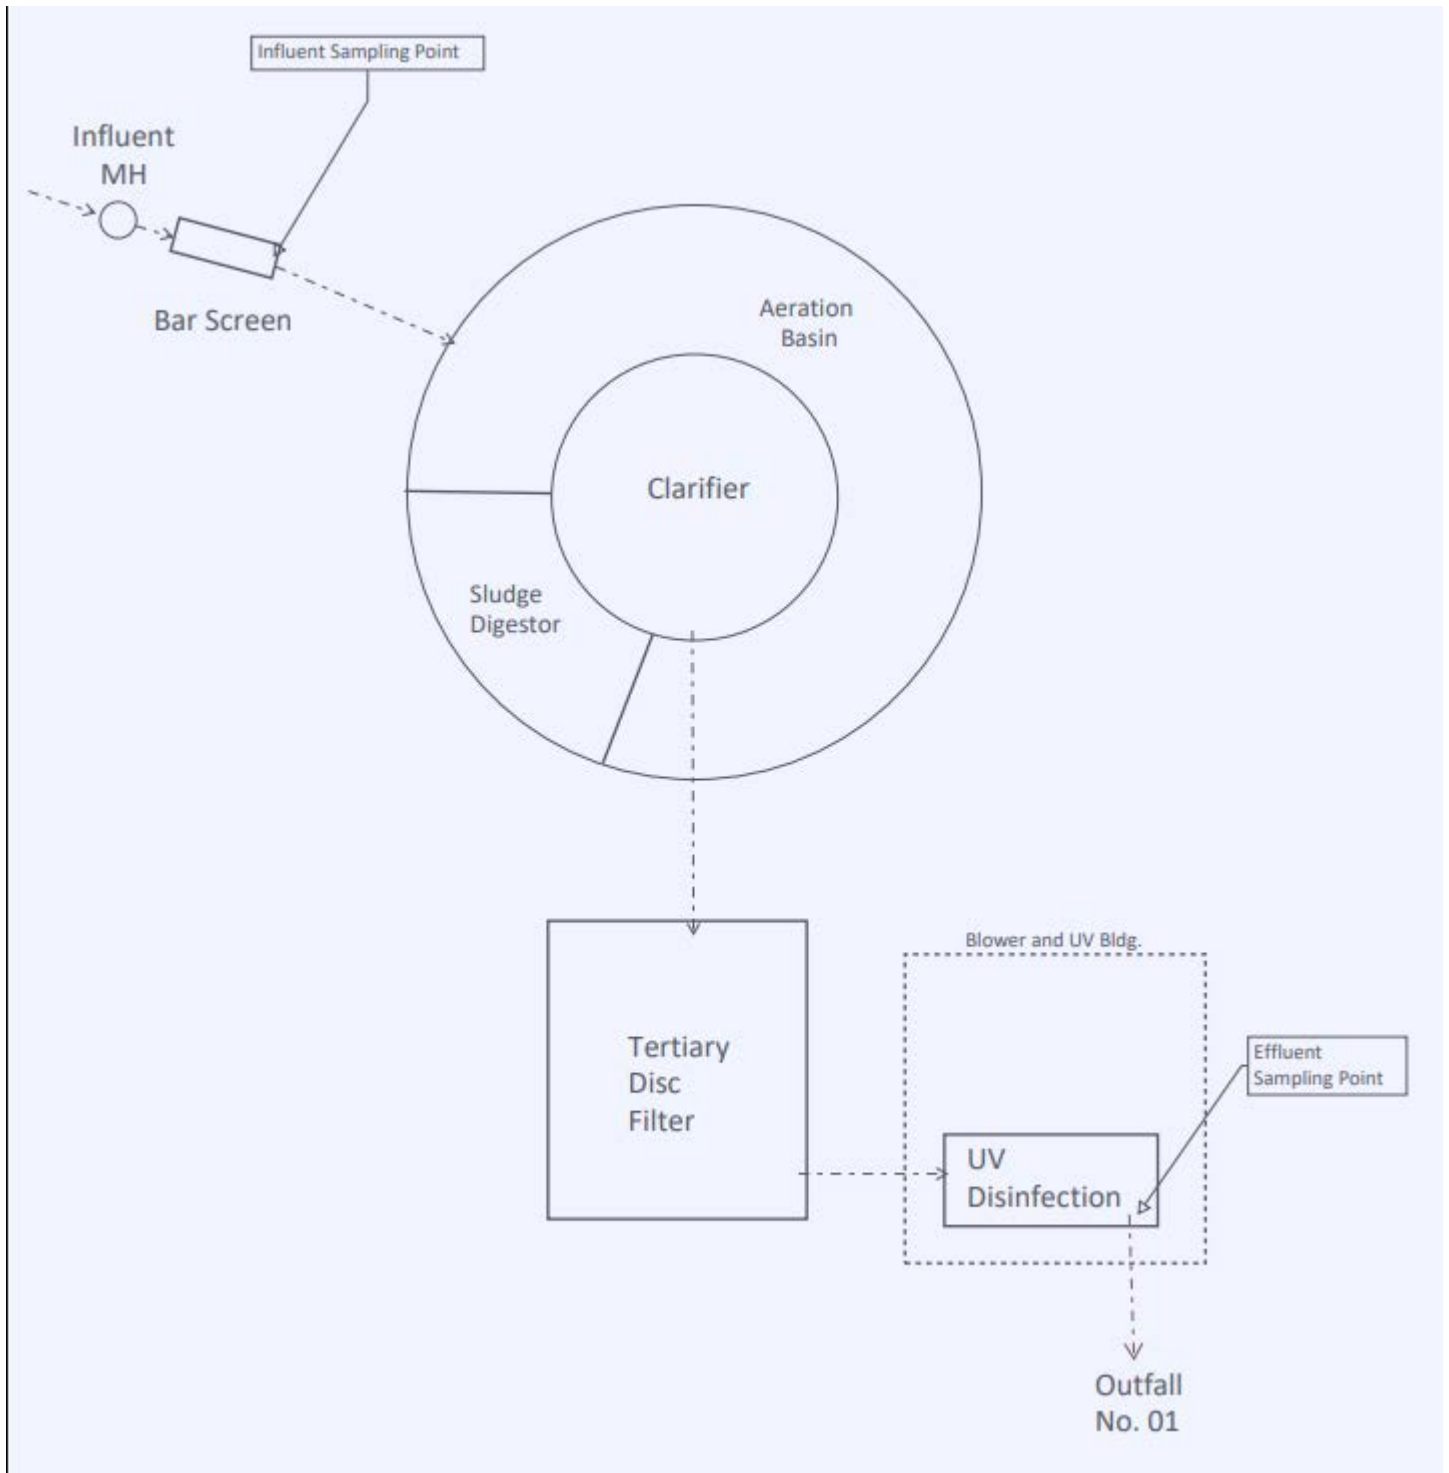 Influent Sampling Point
Influent
MH
Bar Screen
Aeration
Basin
Clarifier
Sludge
Digestor
Blower and UV Bldg.
Tertiary
Disc
Filter
Effluent
Sampling Point
UV
Disinfection
Outfall
No. 01